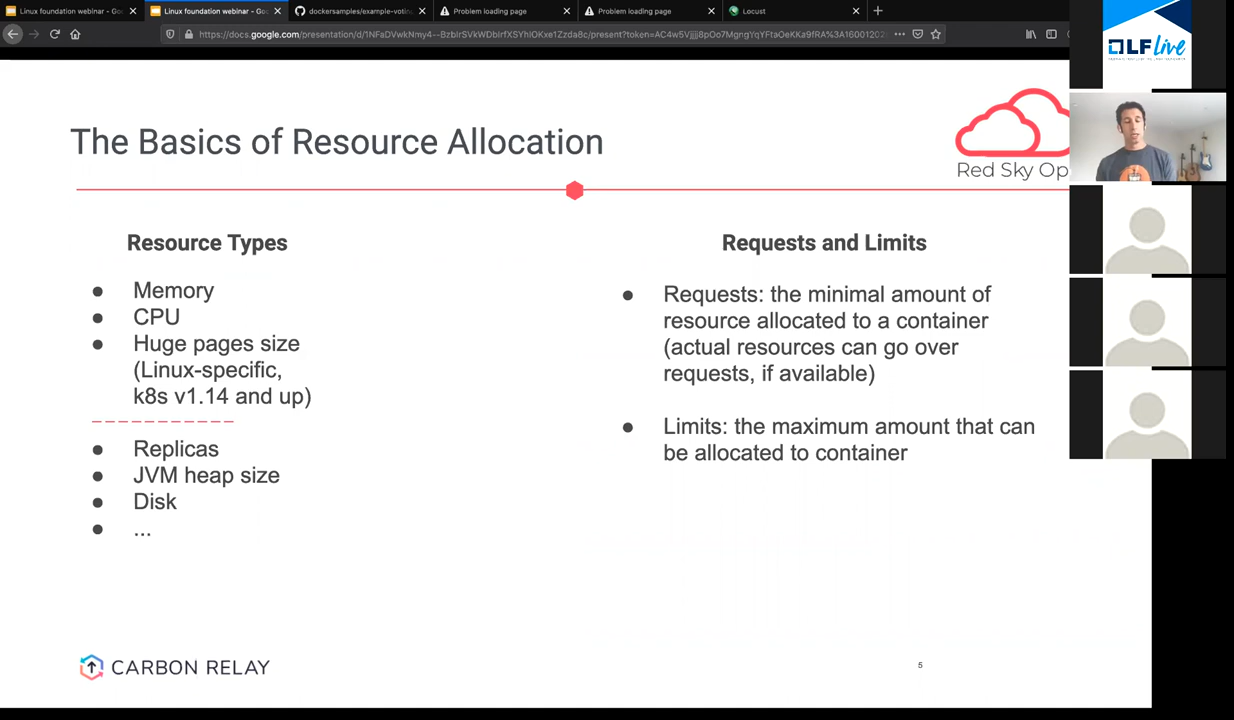 Linux foundation webinar - Go
Linux foundation webinar - Goo
dockersamples/example-votin
Problem loading page
Problem loading page
Locust
The Basics of Resource Allocation
Red Sky Op
LF live
Resource Types
● Memory
● CPU
● Huge pages size
(Linux-specific,
k8s v1.14 and up)
● Replicas
● JVM heap size
● Disk
● ...
Requests and Limits
● Requests: the minimal amount of
resource allocated to a container
(actual resources can go over
requests, if available)
● Limits: the maximum amount that can
be allocated to container
CARBON RELAY
5